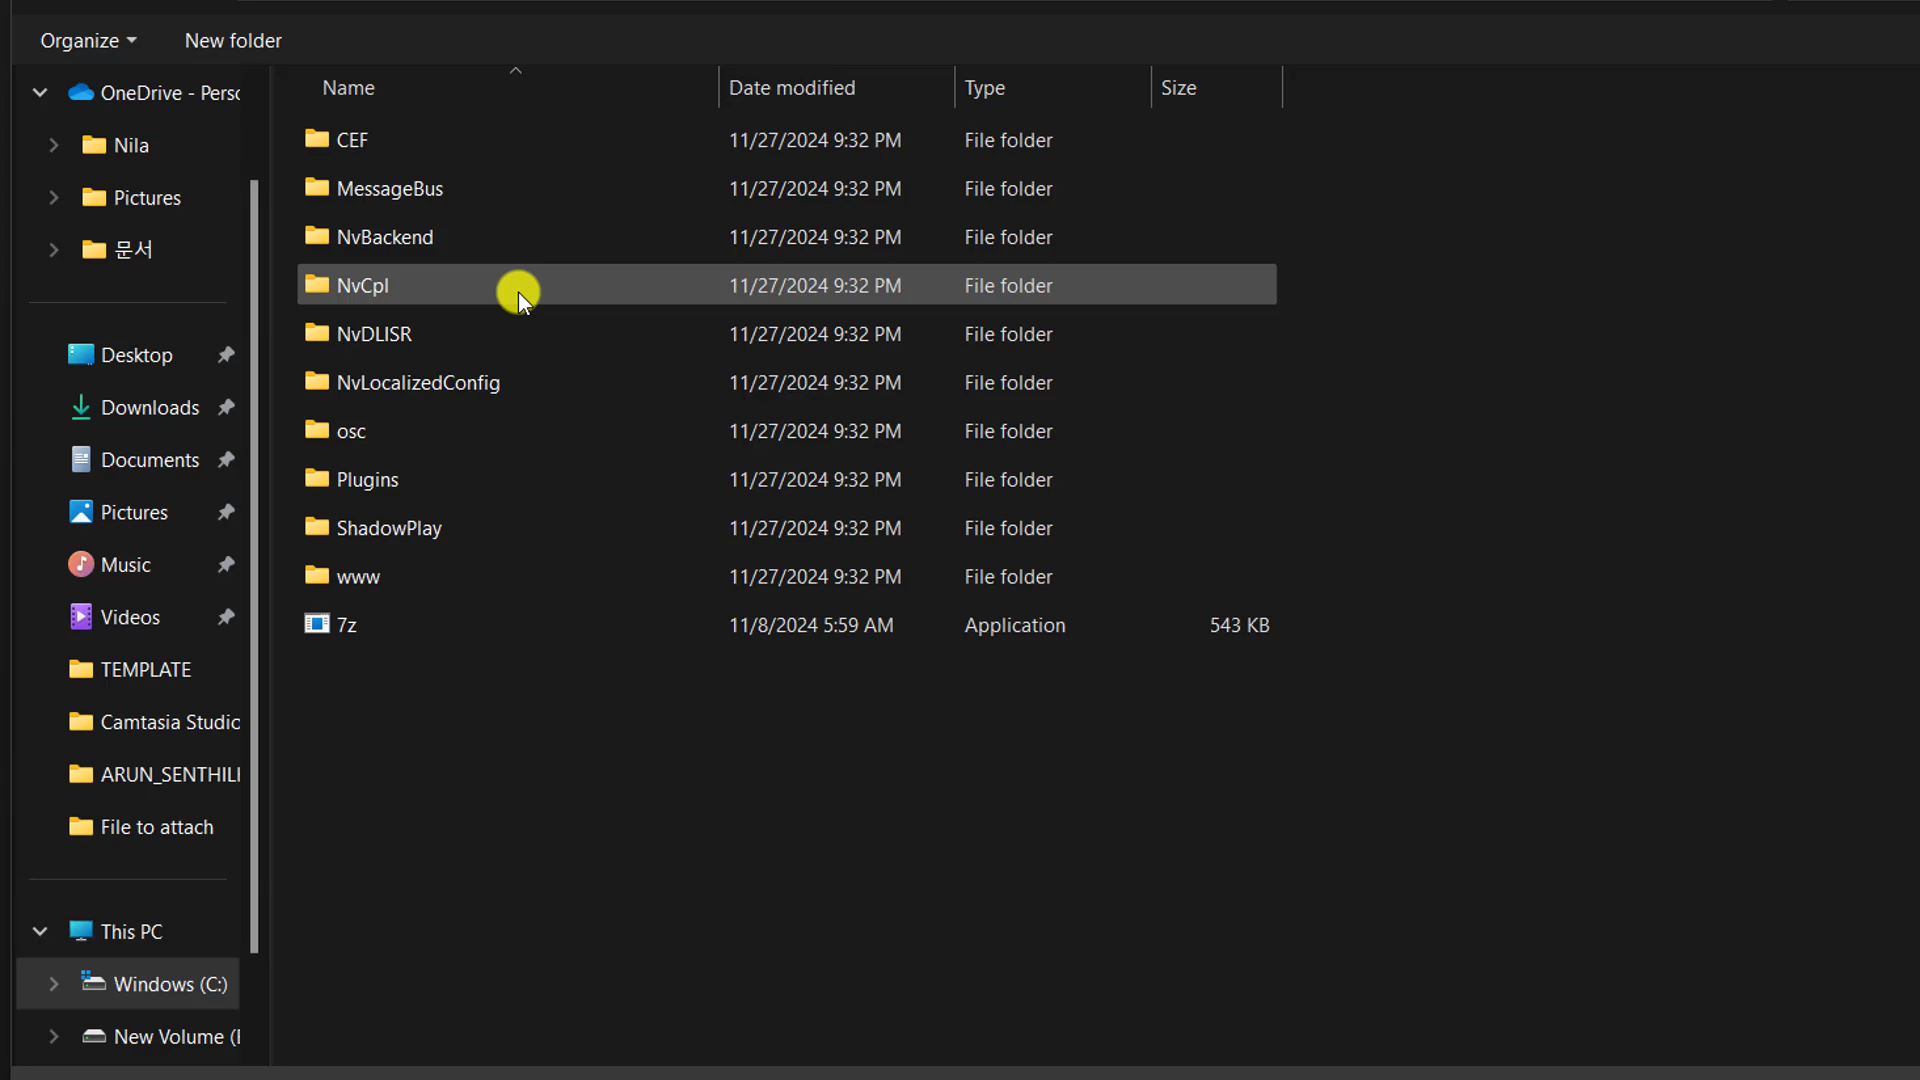 Organize New folder
Name Date modified Type Size
OneDrive - Perso
Nila
Pictures
문서
Desktop
Downloads
Documents
Pictures
Music
Videos
TEMPLATE
Camtasia Studio
ARUN_SENTHIL
File to attach
This PC
Windows (C:)
New Volume (
CEF 11/27/2024 9:32 PM File folder
MessageBus 11/27/2024 9:32 PM File folder
NvBackend 11/27/2024 9:32 PM File folder
NvCpl 11/27/2024 9:32 PM File folder
NvDLISR 11/27/2024 9:32 PM File folder
NvLocalizedConfig 11/27/2024 9:32 PM File folder
osc 11/27/2024 9:32 PM File folder
Plugins 11/27/2024 9:32 PM File folder
ShadowPlay 11/27/2024 9:32 PM File folder
www 11/27/2024 9:32 PM File folder
7z 11/8/2024 5:59 AM Application 543 KB